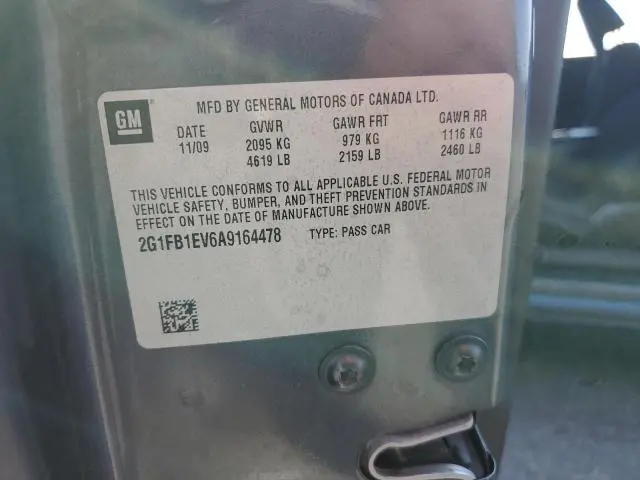 GM
MFD BY GENERAL MOTORS OF CANADA LTD.
DATE GVWR GAWR FRT GAWR RR
11/09 2095 KG 979 KG 1116 KG
4619 LB 2159 LB 2460 LB
THIS VEHICLE CONFORMS TO ALL APPLICABLE U.S. FEDERAL MOTOR
VEHICLE SAFETY, BUMPER, AND THEFT PREVENTION STANDARDS IN
EFFECT ON THE DATE OF MANUFACTURE SHOWN ABOVE.
2G1FB1EV6A9164478 TYPE: PASS CAR